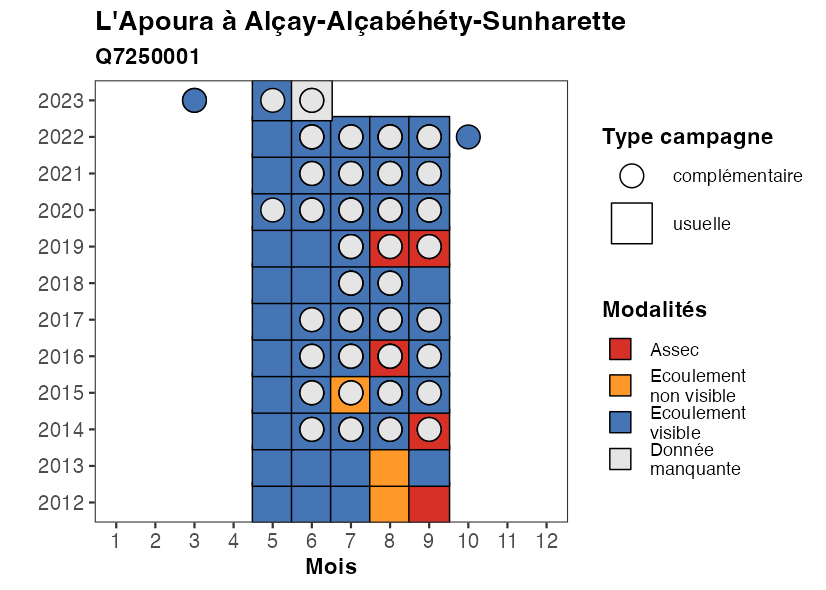 L'Apoura à Alçay-Alçabéhéty-Sunharette
Q7250001
2023
2022
2021
2020
2019
2018
2017
2016
2015
2014
2013
2012
1 2 3 4 5 6 7 8 9 10 11 12
Mois
Type campagne
complémentaire
usuelle
Modalités
Assec
Ecoulement
non visible
Ecoulement
visible
Donnée
manquante